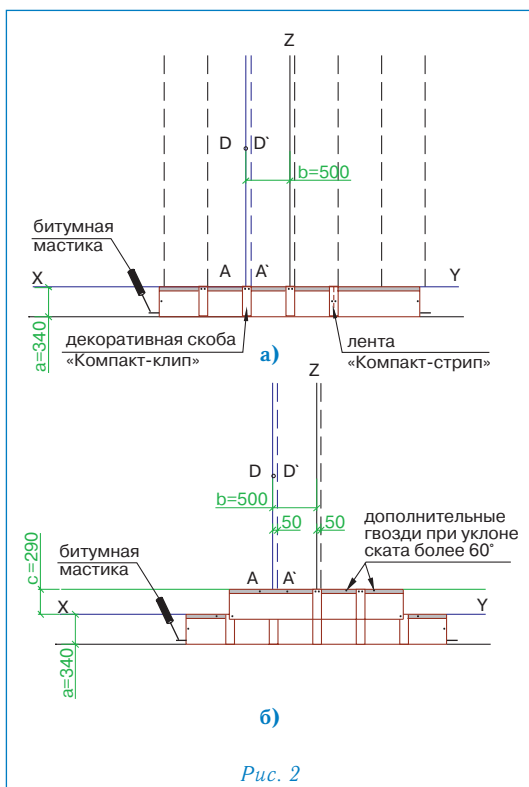 Z
D D`
b=500
битумная
мастика
X
A A`
Y
a=340
декоративная скоба
«Компакт-клип»
лента
«Компакт-стрип»
а)
Z
D D`
b=500
50 50
дополнительные
гвозди при уклоне
ската более 60°
битумная
мастика
c=290
A A`
X
Y
a=340
б)
Рис. 2